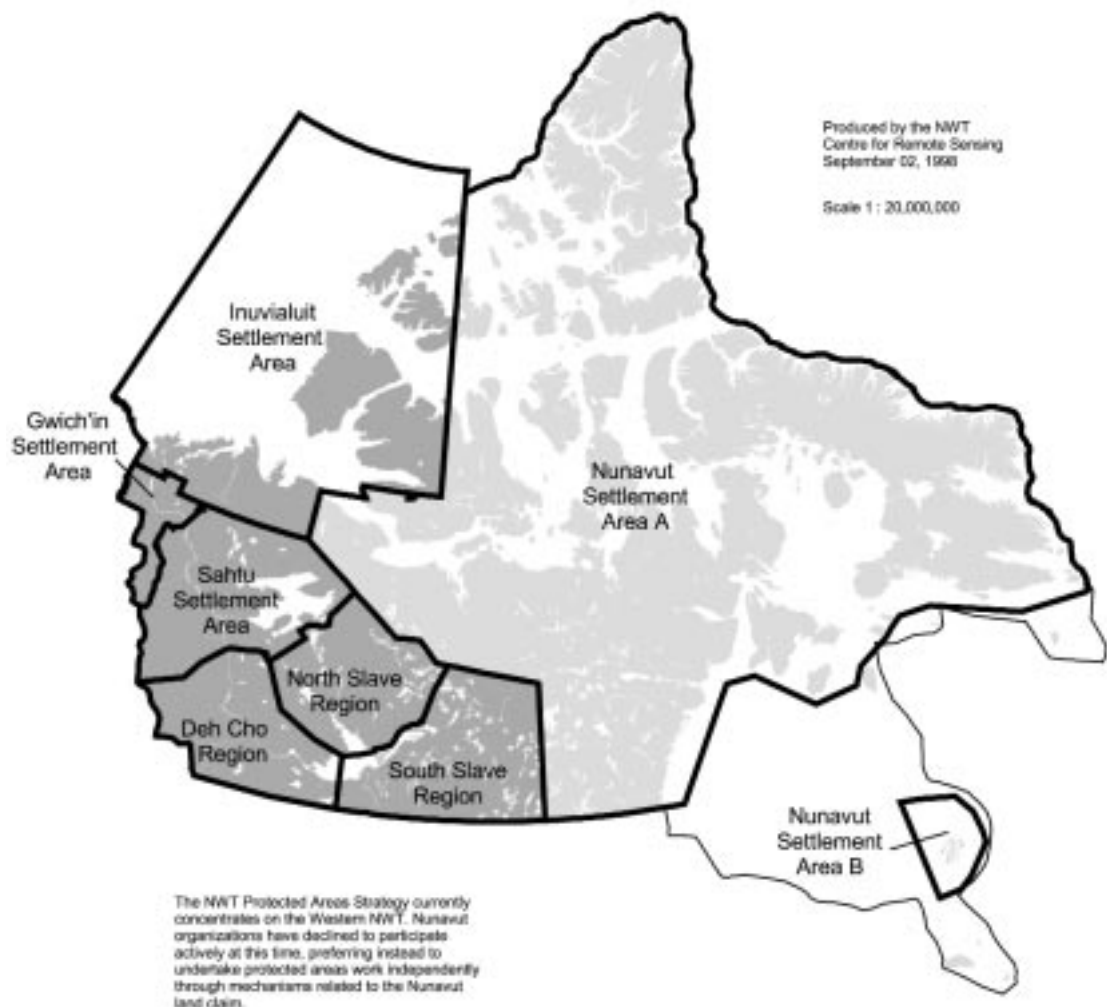 Produced by the NWT
Centre for Remote Sensing
September 02, 1998
Scale 1 : 20,000,000
Inuvialuit
Settlement
Area
Gwich'in
Settlement
Area
Nunavut
Settlement
Area A
Sahtu
Settlement
Area
North Slave
Region
Deh Cho
Region
South Slave
Region
Nunavut
Settlement
Area B
The NWT Protected Areas Strategy currently
concentrates on the Western NWT. Nunavut
organizations have declined to participate
actively at this time, preferring instead to
undertake protected areas work independently
through mechanisms related to the Nunavut
land claim.